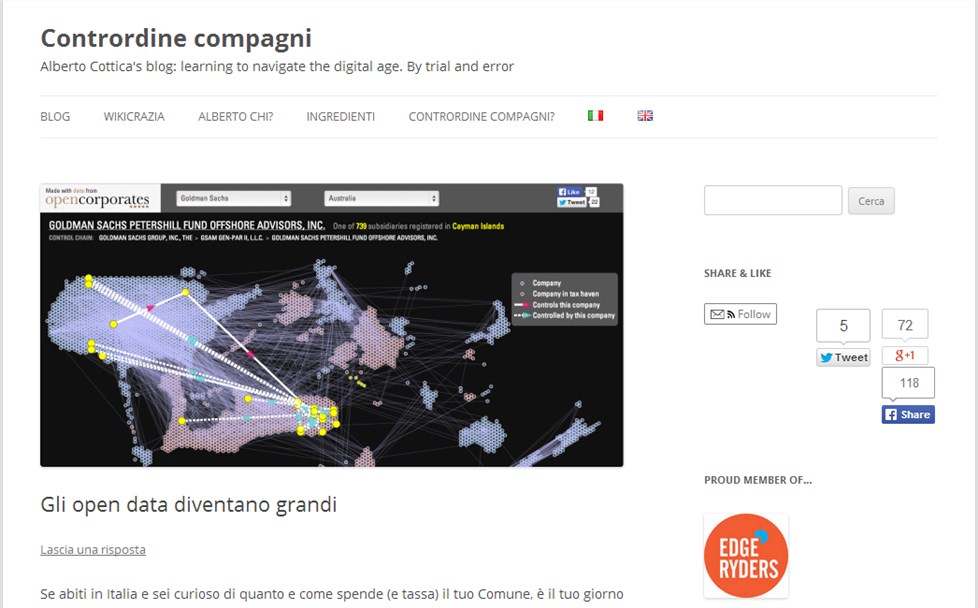 Contrordine compagni
Alberto Cottica's blog: learning to navigate the digital age. By trial and error
BLOG WIKICRAZIA ALBERTO CHI? INGREDIENTI CONTRORDINE COMPAGNI?
Made with data from
opencorporates
Goldman Sachs
Australia
Like 12
Tweet 22
GOLDMAN SACHS PETERSHILL FUND OFFSHORE ADVISORS, INC. One of 739 subsidiaries registered in Cayman Islands
CONTROL CHAIN: GOLDMAN SACHS GROUP, INC., THE > GSAM GEN-PAR II, L.L.C. > GOLDMAN SACHS PETERSHILL FUND OFFSHORE ADVISORS, INC.
Company
Company in tax haven
Controls this company
Controlled by this company
Cerca
SHARE & LIKE
Follow
5
Tweet
72
g+1
118
Share
PROUD MEMBER OF...
EDGE
RYDERS
Gli open data diventano grandi
Lascia una risposta
Se abiti in Italia e sei curioso di quanto e come spende (e tassa) il tuo Comune, è il tuo giorno